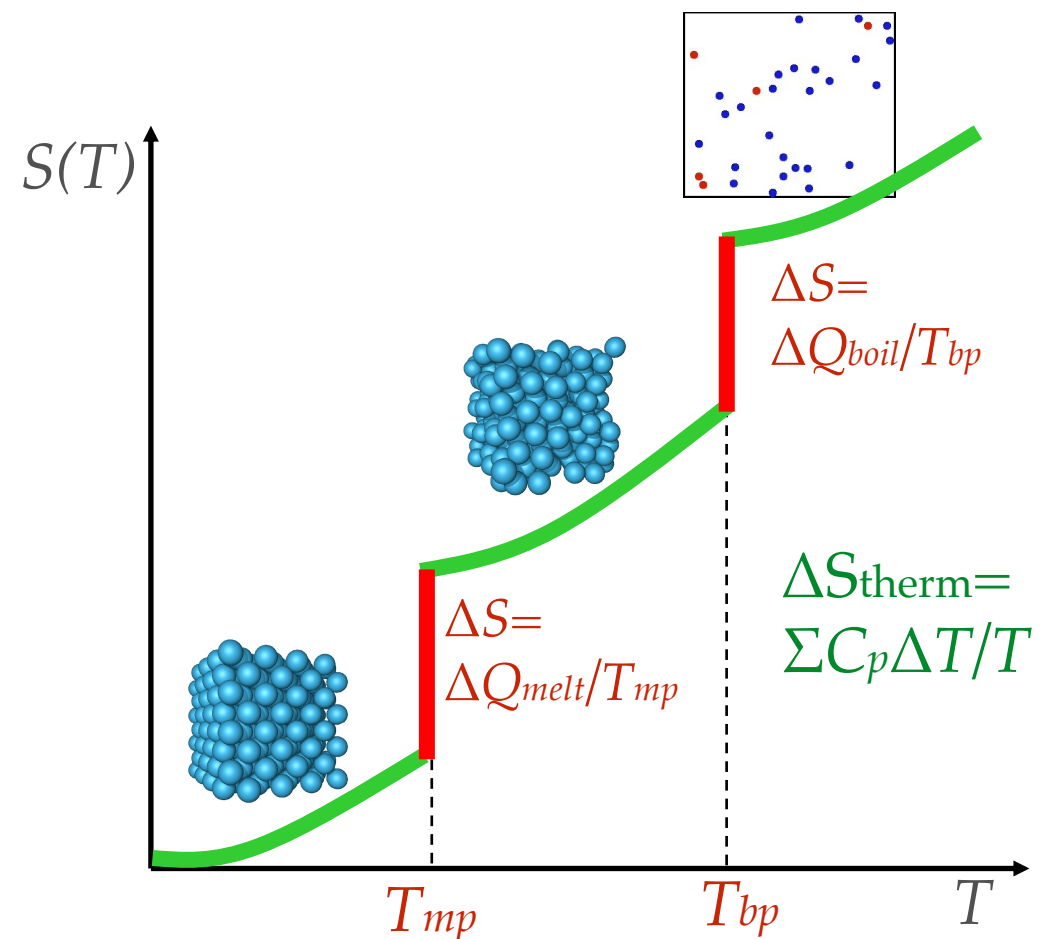 S(T)
ΔS=
ΔQboil/Tbp
ΔStherm=
ΣCpΔT/T
ΔS=
ΔQmelt/Tmp
Tmp
Tbp
T